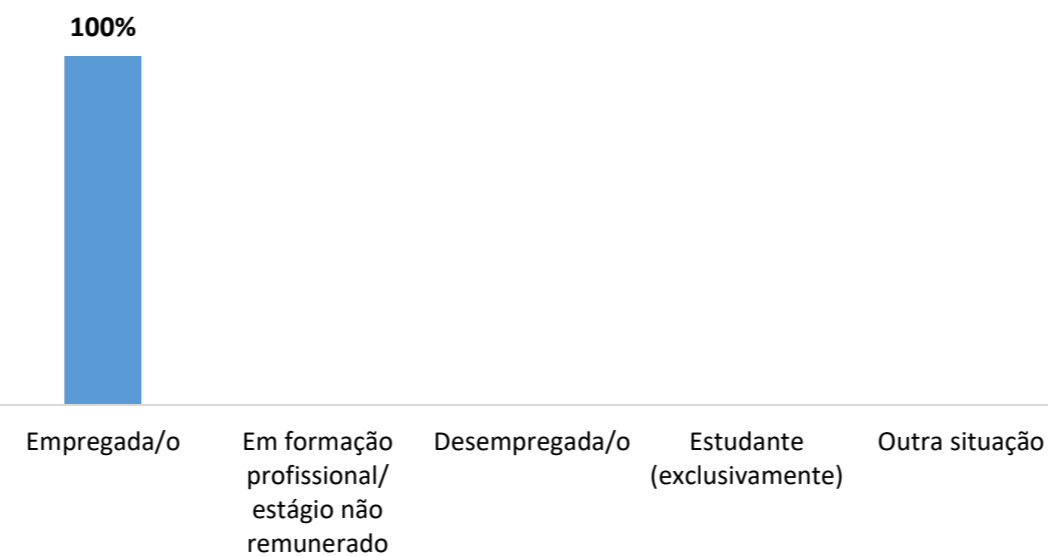 100%
Empregada/o
Em formação
profissional/
estágio não
remunerado
Desempregada/o
Estudante
(exclusivamente)
Outra situação